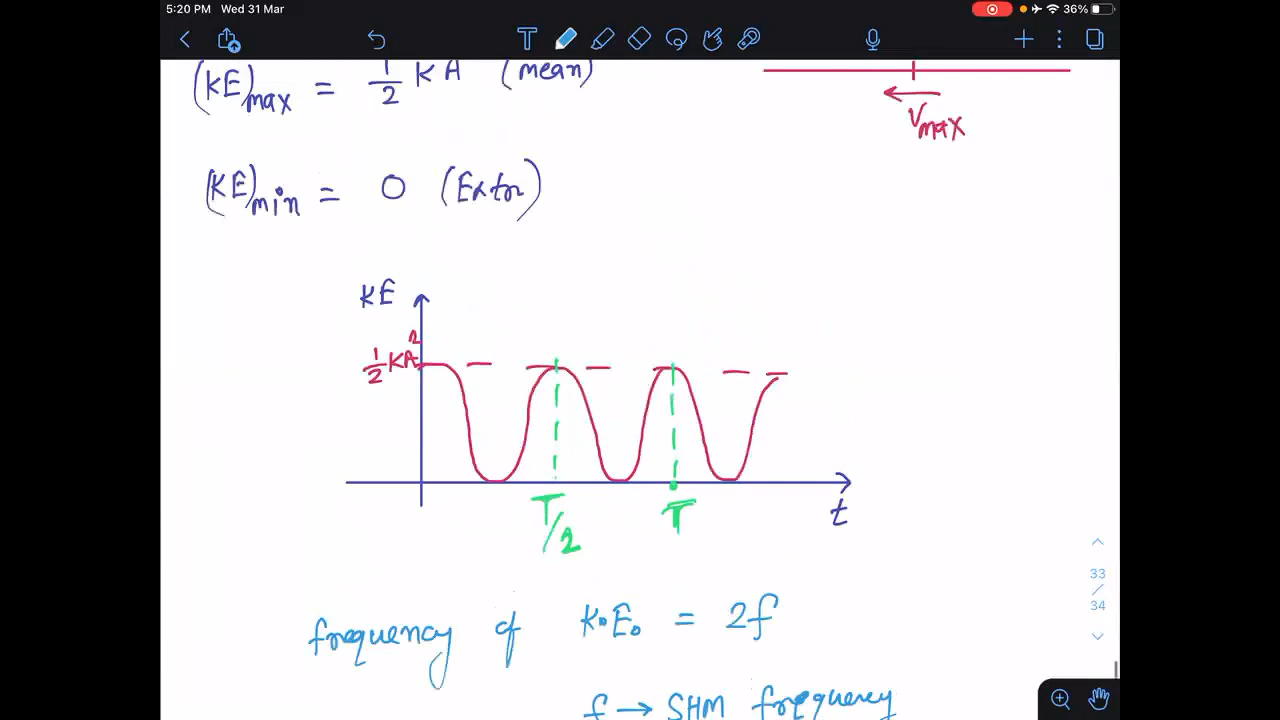 5:20 PM Wed 31 Mar
36%
(KE)max = 1/2 KA (mean)
Vmax
(KE)min = 0 (Extr)
KE
1/2 KA²
T/2
T
t
frequency of K.E. = 2f
f → SHM frequency
33
/
34